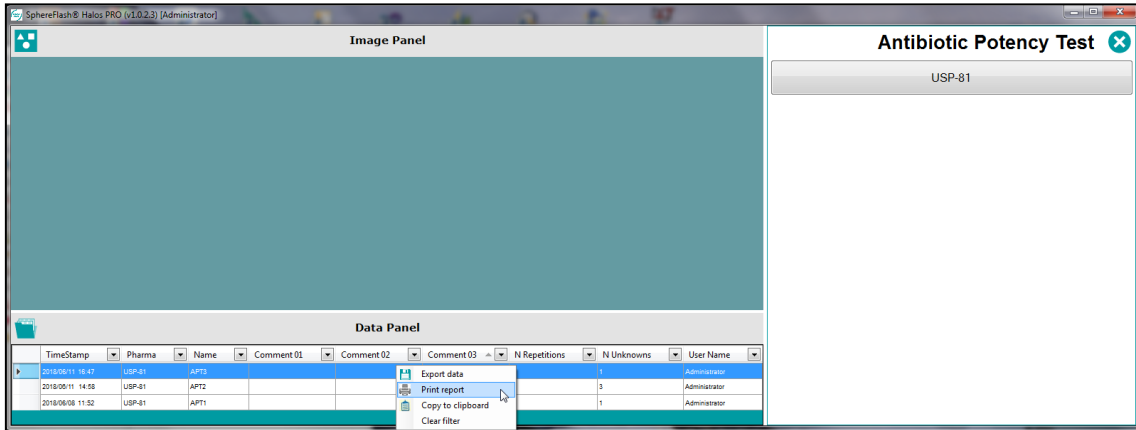 SphereFlash® Halos PRO (v1.0.2.3) [Administrator]
Image Panel
Antibiotic Potency Test
USP-81
Data Panel
TimeStamp Pharma Name Comment 01 Comment 02 Comment 03 N Repetitions N Unknowns User Name
2018/06/11 16:47 USP-81 APT3 1 Administrator
2018/06/11 14:58 USP-81 APT2 3 Administrator
2018/06/08 11:52 USP-81 APT1 1 Administrator
Export data
Print report
Copy to clipboard
Clear filter